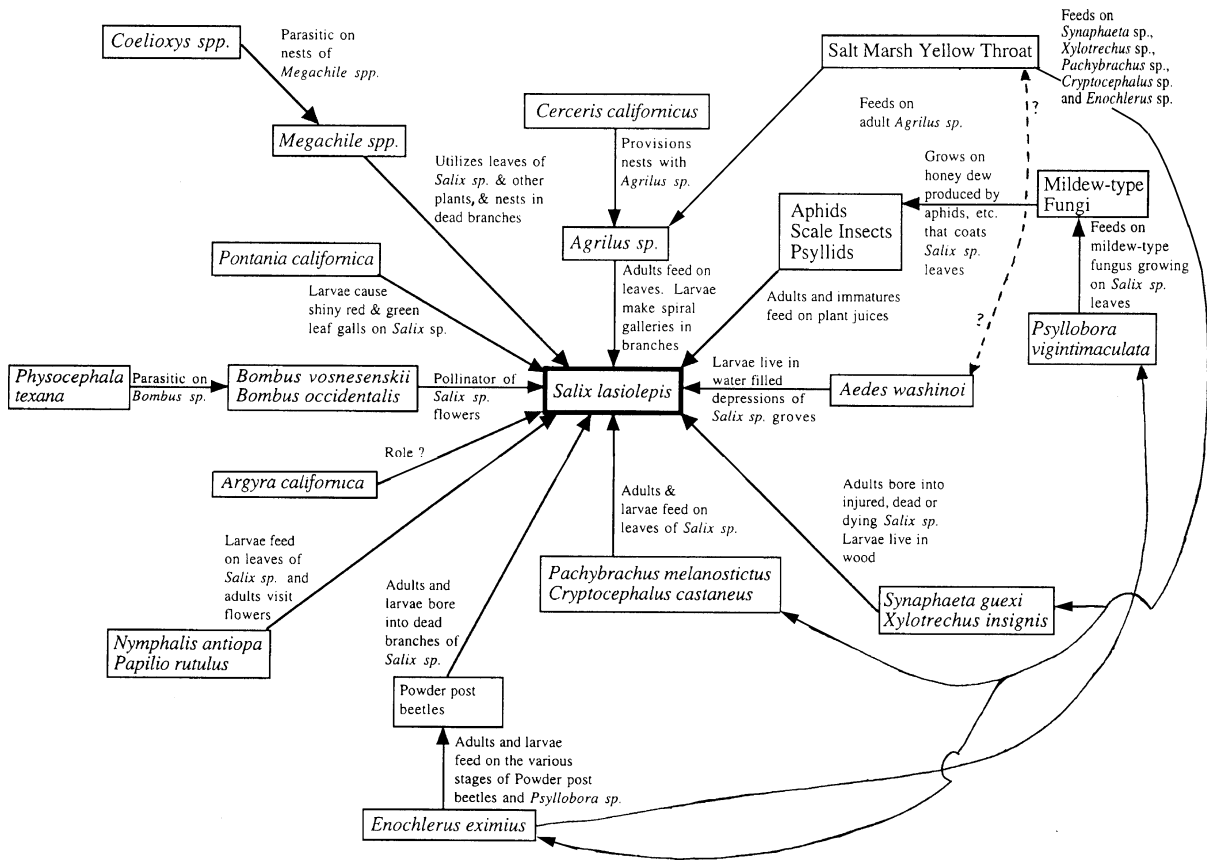 Coelioxys spp.
Parasitic on
nests of
Megachile spp.
Megachile spp.
Utilizes leaves of
Salix sp. & other
plants, & nests in
dead branches
Cerceris californicus
Provisions
nests with
Agrilus sp.
Agrilus sp.
Adults feed on
leaves. Larvae
make spiral
galleries in
branches
Salt Marsh Yellow Throat
Feeds on
adult Agrilus sp.
Feeds on
Synaphaeta sp.,
Xylotrechus sp.,
Pachybrachus sp.,
Cryptocephalus sp.
and Enochlerus sp.
?
Grows on
honey dew
produced by
aphids, etc.
that coats
Salix sp.
leaves
Mildew-type
Fungi
Aphids
Scale Insects
Psyllids
Adults and immatures
feed on plant juices
Feeds on
mildew-type
fungus growing
on Salix sp.
leaves
?
Psyllobora
vigintimaculata
Pontania californica
Larvae cause
shiny red & green
leaf galls on Salix sp.
Physocephala
texana
Parasitic on
Bombus sp.
Bombus vosnesenskii
Bombus occidentalis
Pollinator of
Salix sp.
flowers
Salix lasiolepis
Larvae live in
water filled
depressions of
Salix sp. groves
Aedes washinoi
Role ?
Argyra californica
Larvae feed
on leaves of
Salix sp. and
adults visit
flowers
Nymphalis antiopa
Papilio rutulus
Adults and
larvae bore
into dead
branches of
Salix sp.
Powder post
beetles
Adults &
larvae feed on
leaves of Salix sp.
Pachybrachus melanostictus
Cryptocephalus castaneus
Adults bore into
injured, dead or
dying Salix sp.
Larvae live in
wood
Synaphaeta guexi
Xylotrechus insignis
Adults and larvae
feed on the various
stages of Powder post
beetles and Psyllobora sp.
Enochlerus eximius